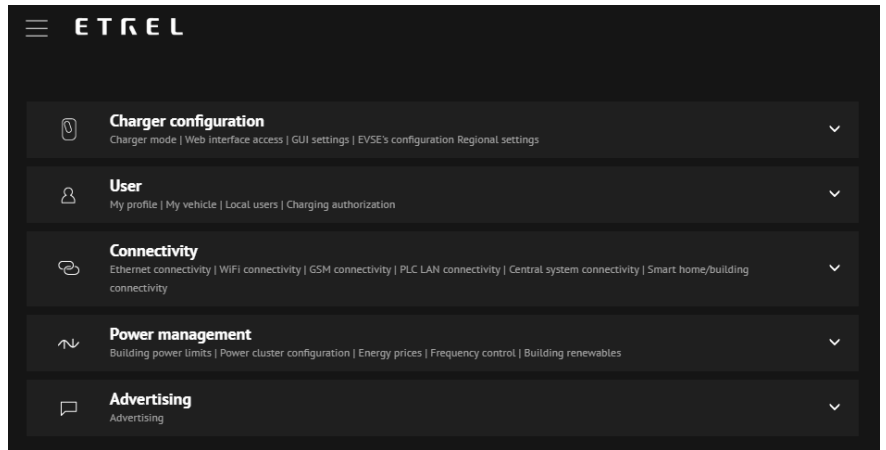 ETREL
Charger configuration
Charger mode | Web interface access | GUI settings | EVSE's configuration Regional settings
User
My profile | My vehicle | Local users | Charging authorization
Connectivity
Ethernet connectivity | WiFi connectivity | GSM connectivity | PLC LAN connectivity | Central system connectivity | Smart home/building
connectivity
Power management
Building power limits | Power cluster configuration | Energy prices | Frequency control | Building renewables
Advertising
Advertising